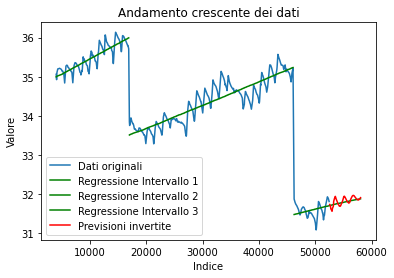 Andamento crescente dei dati
Valore
36
35
34
33
32
31
Dati originali
Regressione Intervallo 1
Regressione Intervallo 2
Regressione Intervallo 3
Previsioni invertite
10000 20000 30000 40000 50000 60000
Indice